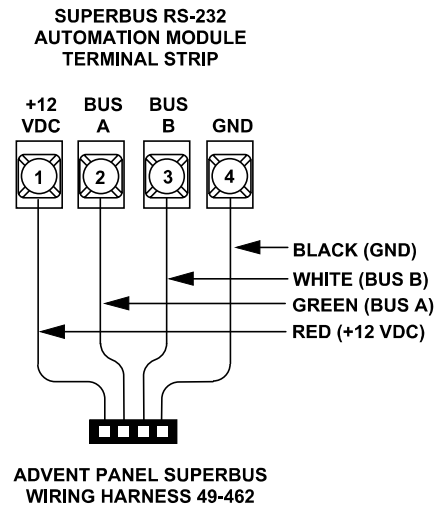 SUPERBUS RS-232
AUTOMATION MODULE
TERMINAL STRIP
+12 VDC
BUS A
BUS B
GND
1
2
3
4
BLACK (GND)
WHITE (BUS B)
GREEN (BUS A)
RED (+12 VDC)
ADVENT PANEL SUPERBUS
WIRING HARNESS 49-462